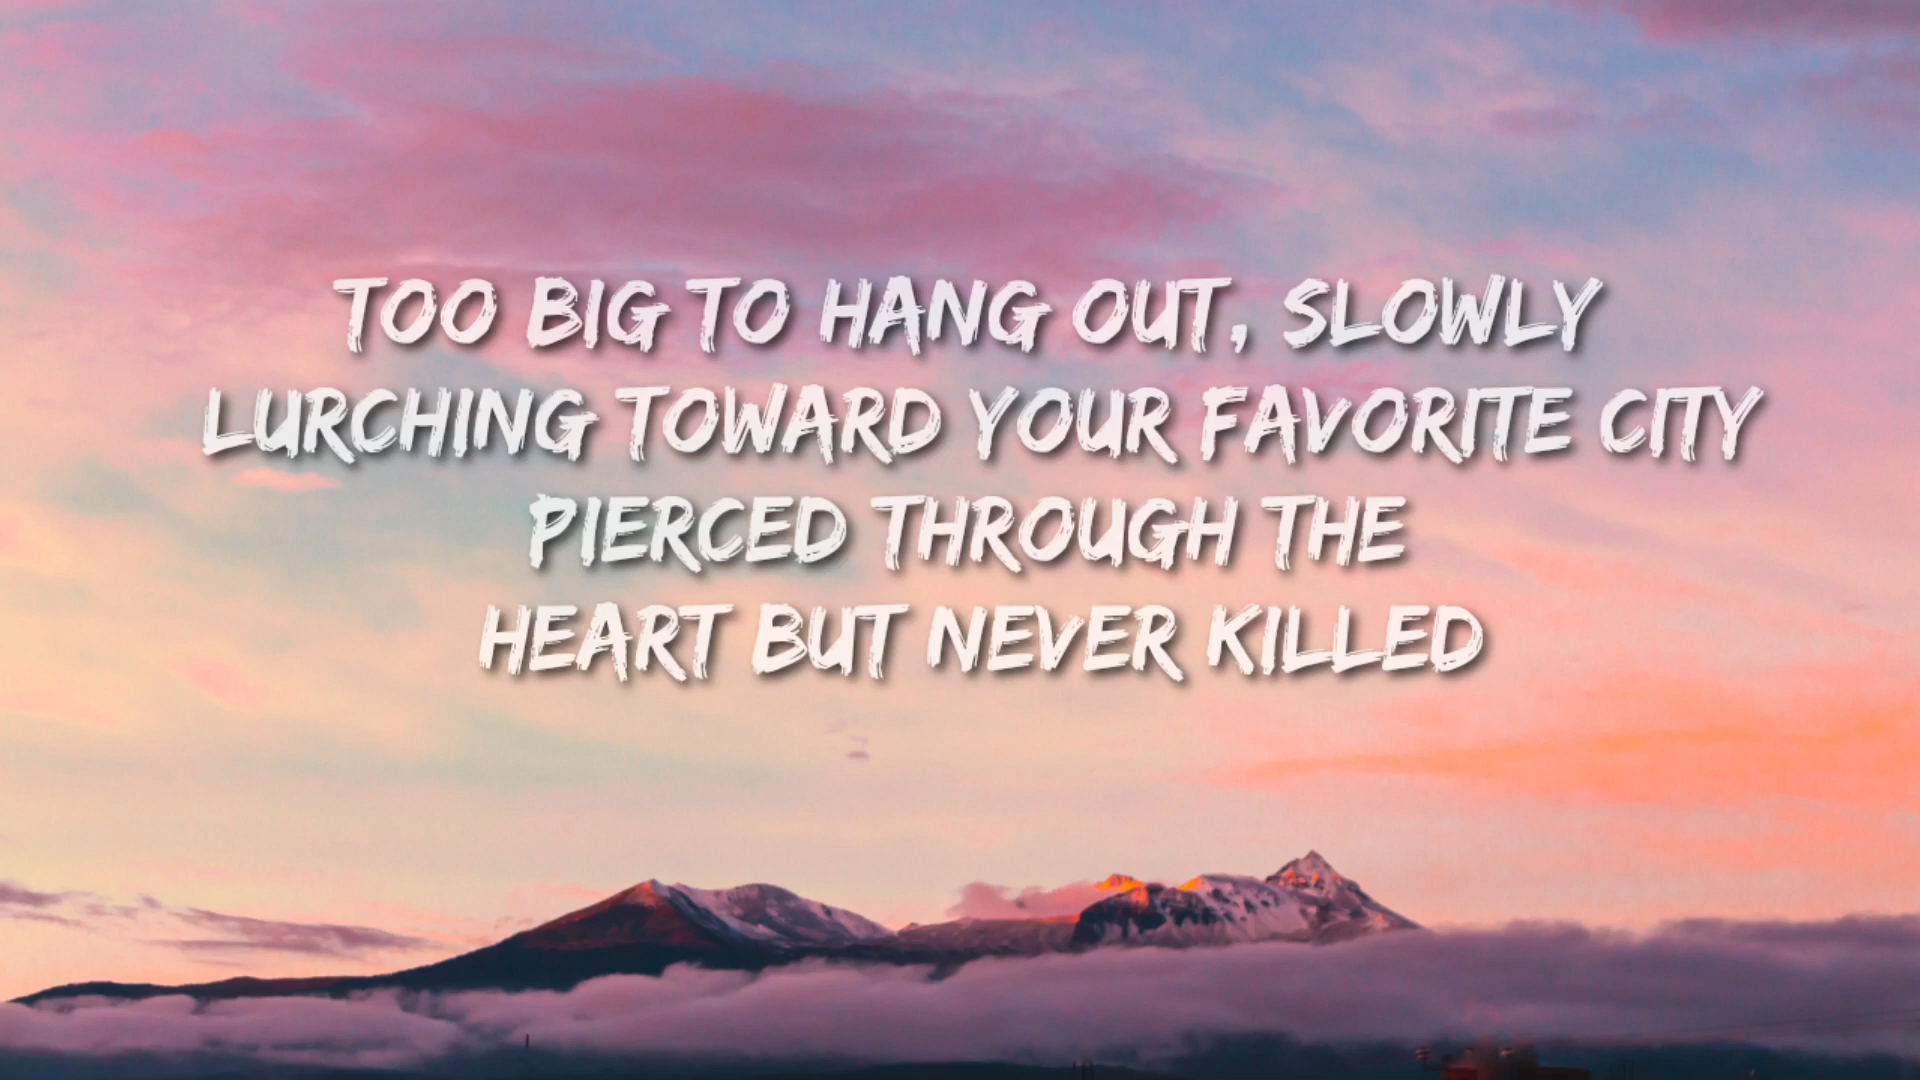 TOO BIG TO HANG OUT, SLOWLY
LURCHING TOWARD YOUR FAVORITE CITY
PIERCED THROUGH THE
HEART BUT NEVER KILLED